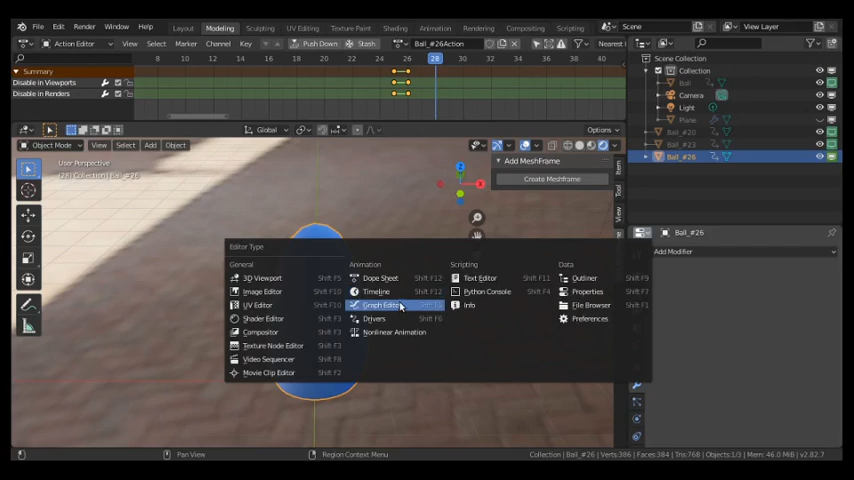 File Edit Render Window Help Layout Modeling Sculpting UV Editing Texture Paint Shading Animation Rendering Compositing Scripting Scene View Layer
Action Editor View Select Marker Channel Key Push Down Stash Ball_#26Action Nearest
8 10 12 14 16 18 20 22 24 26 28 30 32 34 36 38 40 42
Summary
Disable in Viewports
Disable in Renders
Scene Collection
Collection
Ball
Camera
Light
Plane
Ball_#20
Ball_#23
Ball_#26
Global Options
Object Mode View Select Add Object
User Perspective
(28) Collection | Ball_#26
Add MeshFrame
Create Meshframe
Item
Tool
View
Z
X
Ball_#26
Add Modifier
Editor Type
General Animation Scripting Data
3D Viewport Shift F5 Dope Sheet Shift F12 Text Editor Shift F11 Outliner Shift F9
Image Editor Shift F10 Timeline Shift F12 Python Console Shift F4 Properties Shift F7
UV Editor Shift F10 Graph Editor Info File Browser Shift F1
Shader Editor Shift F3 Drivers Shift F6 Preferences
Compositor Shift F3 Nonlinear Animation
Texture Node Editor Shift F3
Video Sequencer Shift F8
Movie Clip Editor Shift F2
Pan View Region Context Menu Collection | Ball_#26 | Verts:386 | Faces:384 | Tris:768 | Objects:1/3 | Mem: 46.0 MiB | v2.82.7